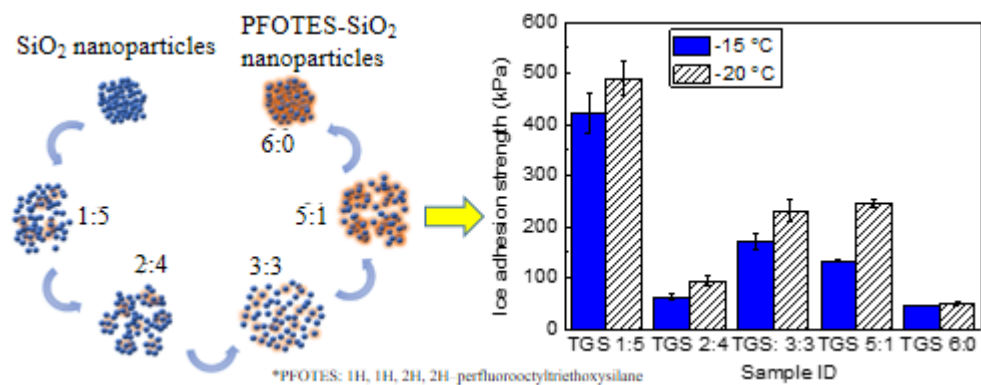 SiO2 nanoparticles
PFOTES-SiO2
nanoparticles
6:0
1:5
5:1
2:4
3:3
*PFOTES: 1H, 1H, 2H, 2H–perfluorooctyltriethoxysilane
600
500
400
300
200
100
0
Ice adhesion strength (kPa)
-15 °C
-20 °C
TGS 1:5 TGS 2:4 TGS: 3:3 TGS 5:1 TGS 6:0
Sample ID